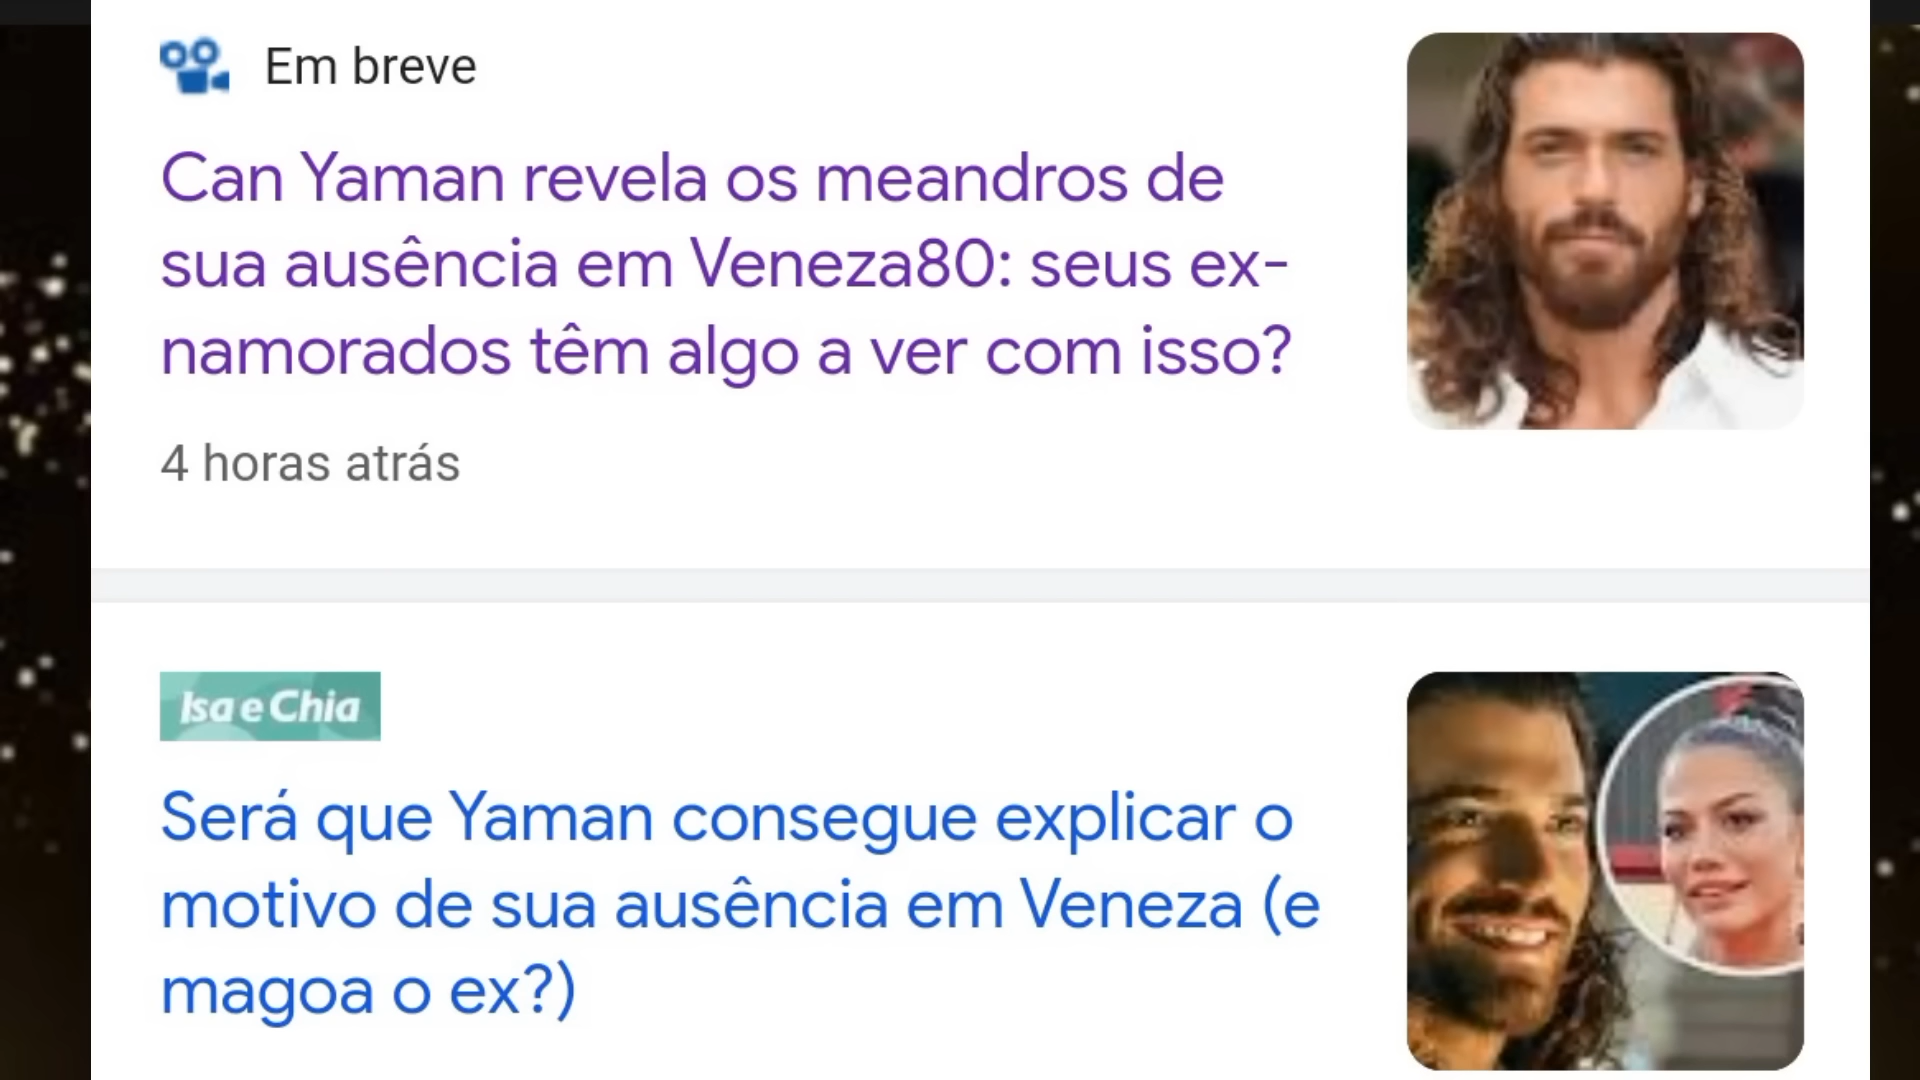 Em breve
Can Yaman revela os meandros de
sua ausência em Veneza80: seus ex-
namorados têm algo a ver com isso?
4 horas atrás
Isa e Chia
Será que Yaman consegue explicar o
motivo de sua ausência em Veneza (e
magoa o ex?)